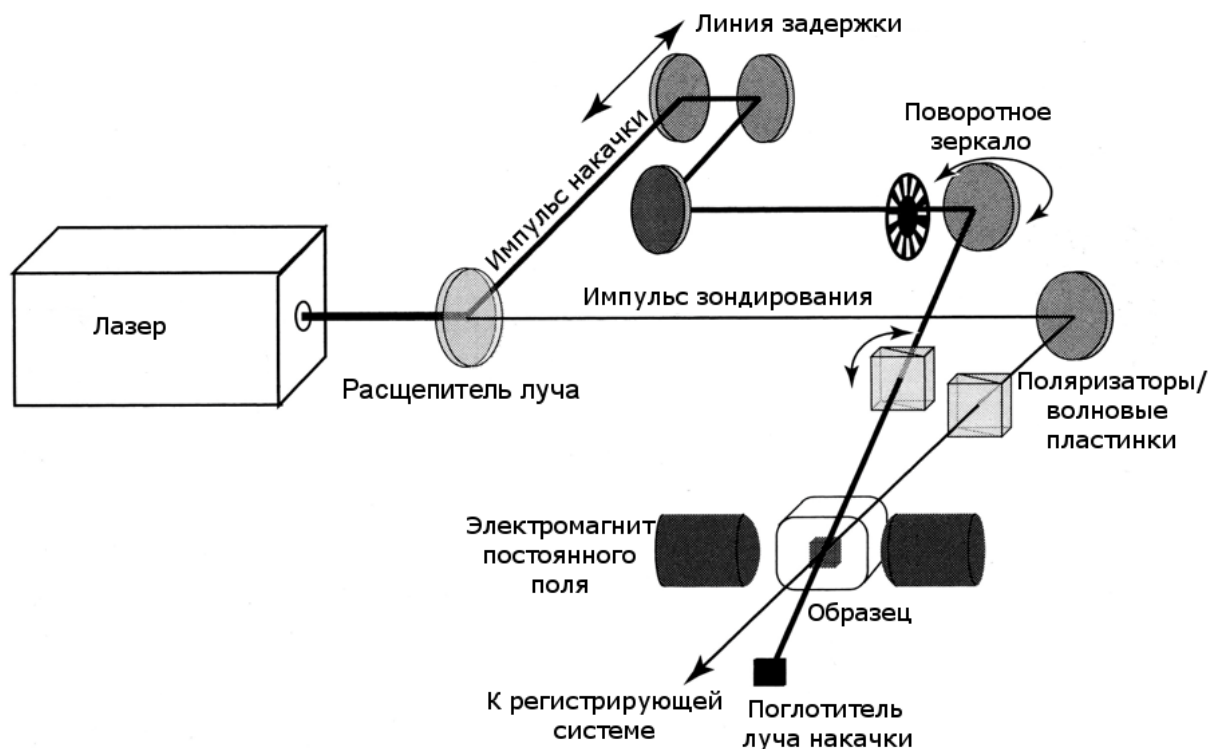 Линия задержки
Поворотное
зеркало
Импульс накачки
Импульс зондирования
Лазер
Расщепитель луча
Поляризаторы/
волновые
пластинки
Электромагнит
постоянного
поля
Образец
К регистрирующей
системе
Поглотитель
луча накачки